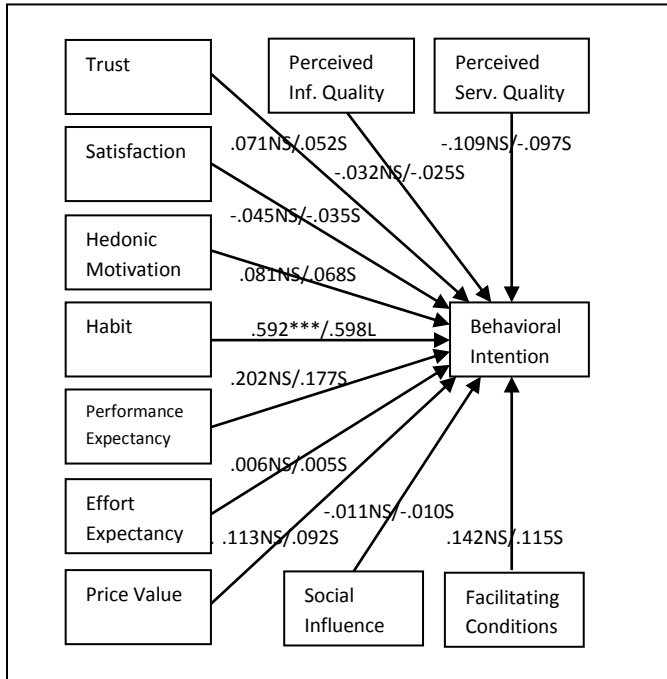 Trust
Perceived
Inf. Quality
Perceived
Serv. Quality
.071NS/.052S
-.109NS/-.097S
Satisfaction
-.032NS/-.025S
-.045NS/-.035S
Hedonic
Motivation
.081NS/.068S
Habit
.592***/.598L
Behavioral
Intention
.202NS/.177S
Performance
Expectancy
.006NS/.005S
Effort
Expectancy
-.011NS/-.010S
. .113NS/.092S
.142NS/.115S
Price Value
Social
Influence
Facilitating
Conditions